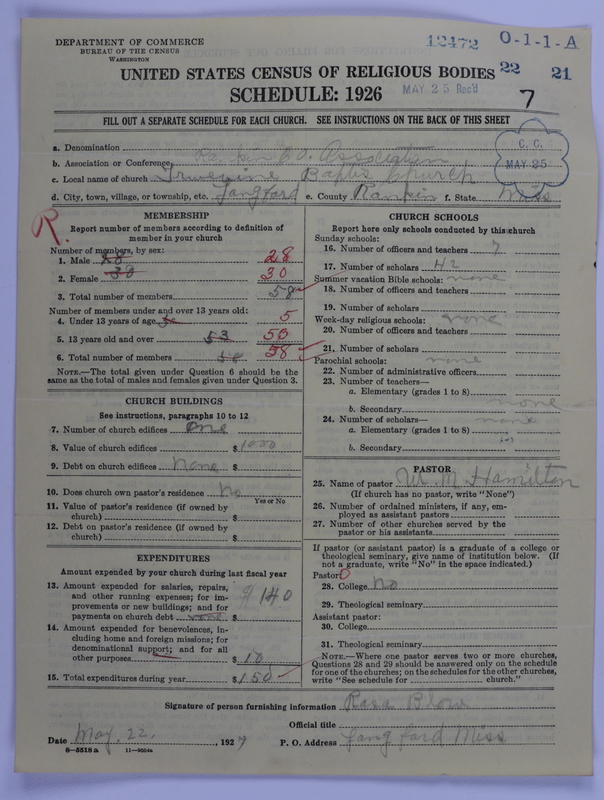 DEPARTMENT OF COMMERCE
BUREAU OF THE CENSUS
WASHINGTON
12472 O-1-1-A
UNITED STATES CENSUS OF RELIGIOUS BODIES 22 21
SCHEDULE: 1926 MAY 25 Rec'd 7
FILL OUT A SEPARATE SCHEDULE FOR EACH CHURCH. SEE INSTRUCTIONS ON THE BACK OF THIS SHEET
C. C. MAY 25
a. Denomination
b. Association or Conference Rankin Co. Association
c. Local name of church Truevine Baptis Church
d. City, town, village, or township, etc. Langford e. County Rankin f. State Miss
R.
MEMBERSHIP
Report number of members according to definition of member in your church
Number of members, by sex:
1. Male 28
2. Female 30
3. Total number of members 58
Number of members under and over 13 years old:
4. Under 13 years of age 5
5. 13 years old and over 53 53
6. Total number of members 58 58
NOTE.—The total given under Question 6 should be the same as the total of males and females given under Question 3.
CHURCH BUILDINGS
See instructions, paragraphs 10 to 12
7. Number of church edifices One
8. Value of church edifices $ 1000
9. Debt on church edifices None $
10. Does church own pastor's residence No
Yes or No
11. Value of pastor's residence (if owned by church) $
12. Debt on pastor's residence (if owned by church) $
EXPENDITURES
Amount expended by your church during last fiscal year
13. Amount expended for salaries, repairs, and other running expenses; for improvements or new buildings; and for payments on church debt $ 140
14. Amount expended for benevolences, including home and foreign missions; for denominational support; and for all other purposes $ 10
15. Total expenditures during year $ 150
CHURCH SCHOOLS
Report here only schools conducted by this church
Sunday schools:
16. Number of officers and teachers 7
17. Number of scholars 42
Summer vacation Bible schools: none
18. Number of officers and teachers
19. Number of scholars
Week-day religious schools: none
20. Number of officers and teachers
21. Number of scholars
Parochial schools: none
22. Number of administrative officers
23. Number of teachers—
a. Elementary (grades 1 to 8)
none
b. Secondary
24. Number of scholars— none
a. Elementary (grades 1 to 8)
b. Secondary
PASTOR
25. Name of pastor W. M. Hamilton
(If church has no pastor, write "None")
26. Number of ordained ministers, if any, employed as assistant pastors
27. Number of other churches served by the pastor or his assistants
If pastor (or assistant pastor) is a graduate of a college or theological seminary, give name of institution below. (If not a graduate, write "No" in the space indicated.)
Pastor: O
28. College No
29. Theological seminary
Assistant pastor:
30. College
31. Theological seminary
NOTE.—Where one pastor serves two or more churches, Questions 28 and 29 should be answered only on the schedule for one of the churches; on the schedules for the other churches, write "See schedule for church."
Signature of person furnishing information Rosa
Official title
Date May. 22. , 1927 P. O. Address Langford Miss
8—5518 a